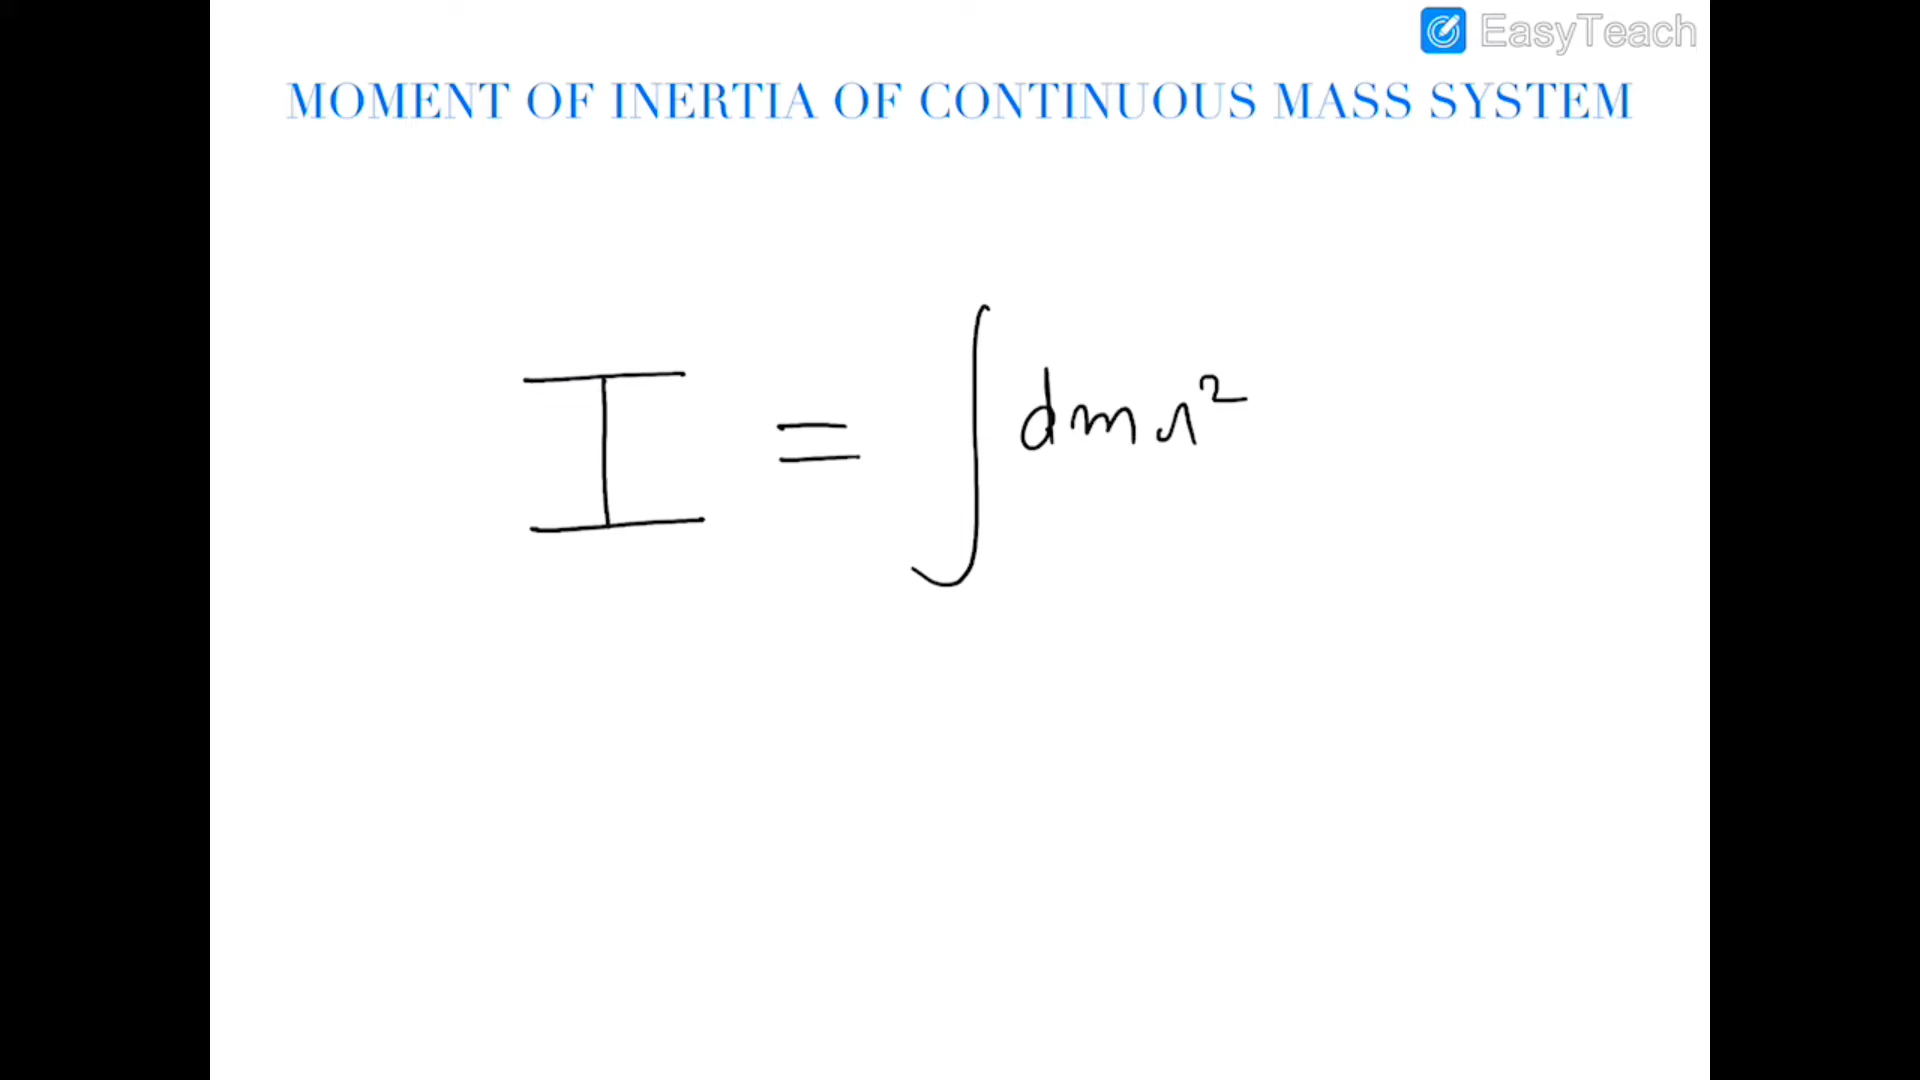 EasyTeach
MOMENT OF INERTIA OF CONTINUOUS MASS SYSTEM
I = ∫ dm r²